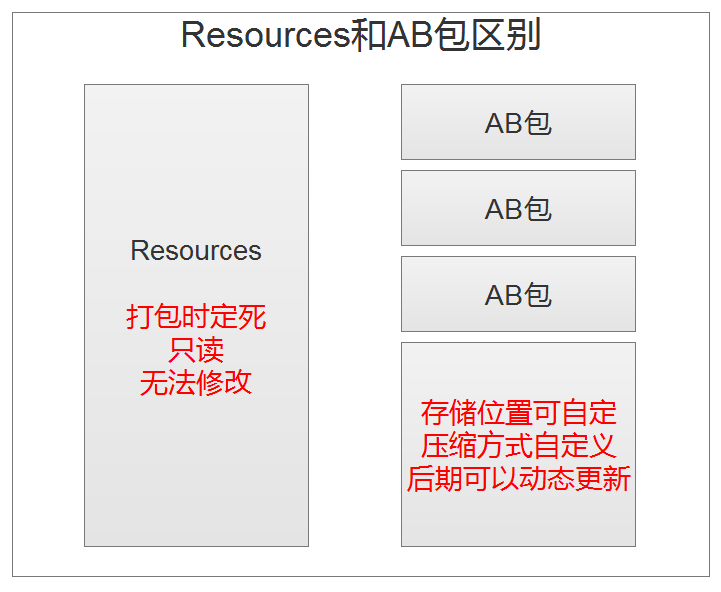 Resources和AB包区别
Resources
打包时定死
只读
无法修改
AB包
AB包
AB包
存储位置可自定
压缩方式自定义
后期可以动态更新